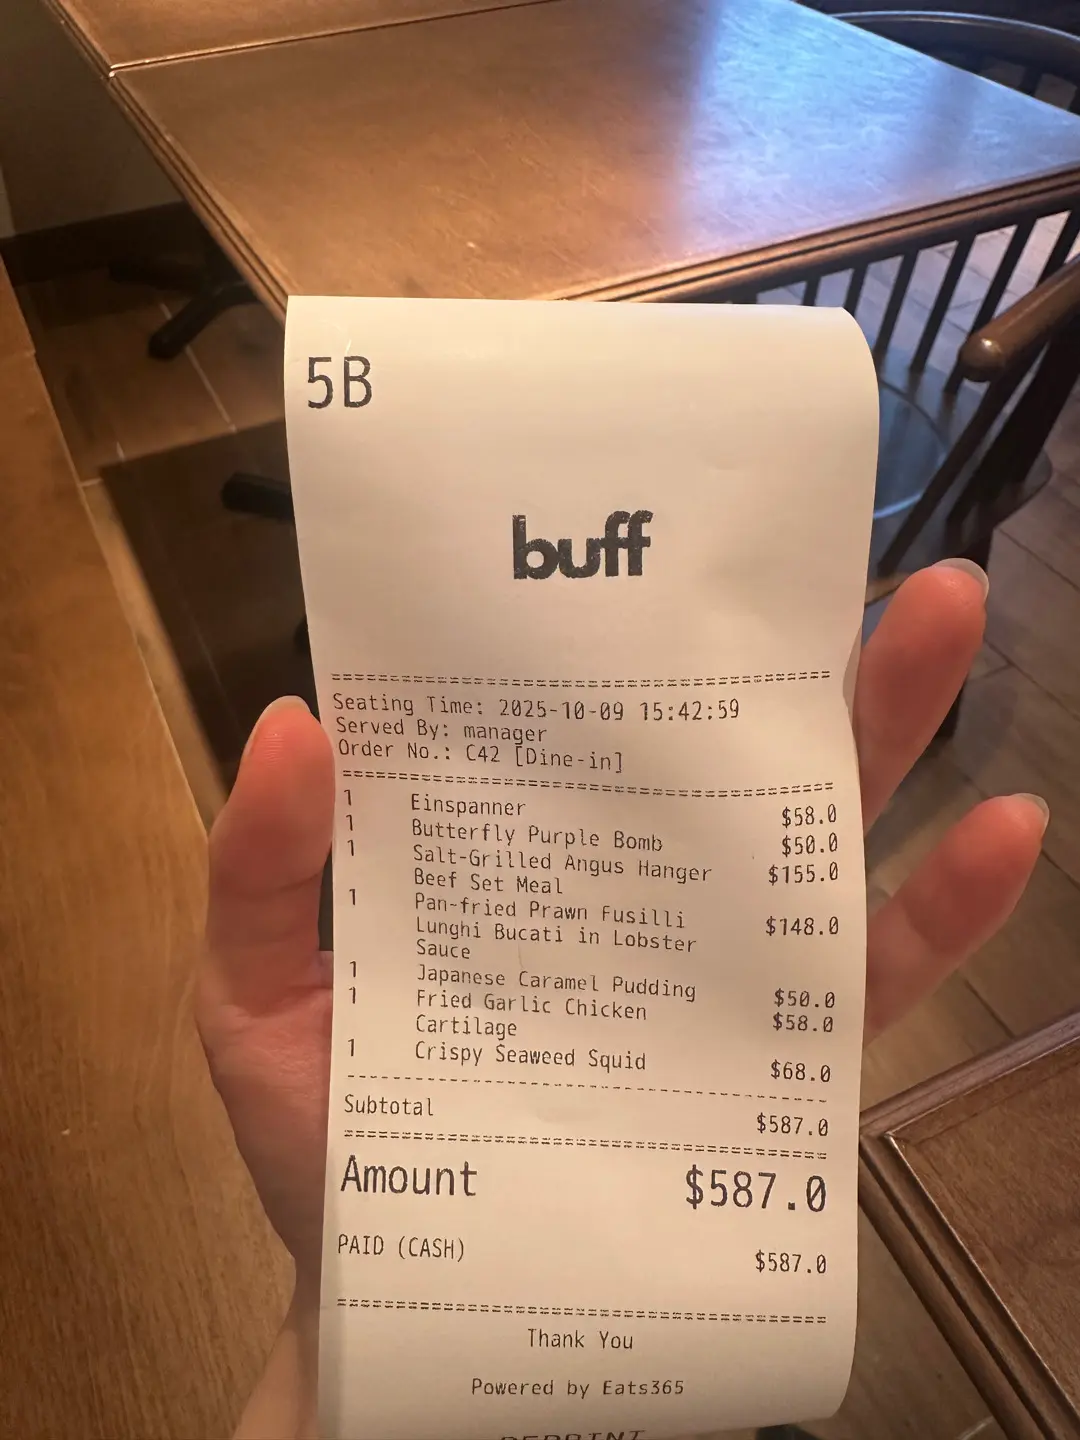 5B
buff
========================================
Seating Time: 2025-10-09 15:42:59
Served By: manager
Order No.: C42 [Dine-in]
========================================
1 Einspanner $58.0
1 Butterfly Purple Bomb $50.0
1 Salt-Grilled Angus Hanger $155.0
Beef Set Meal
1 Pan-fried Prawn Fusilli $148.0
Lunghi Bucati in Lobster
Sauce
1 Japanese Caramel Pudding $50.0
1 Fried Garlic Chicken $58.0
Cartilage
1 Crispy Seaweed Squid $68.0
----------------------------------------
Subtotal $587.0
========================================
Amount $587.0
PAID (CASH) $587.0
========================================
Thank You
Powered by Eats365
REPRINT